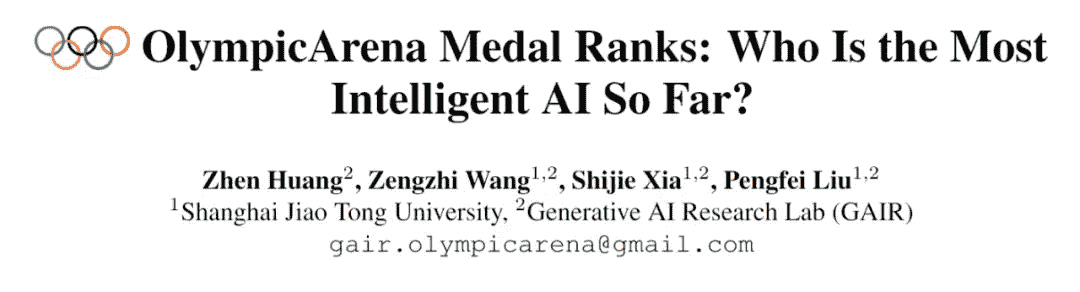 OlympicArena Medal Ranks: Who Is the Most
Intelligent AI So Far?
Zhen Huang², Zengzhi Wang¹,², Shijie Xia¹,², Pengfei Liu¹,²
¹Shanghai Jiao Tong University, ²Generative AI Research Lab (GAIR)
gair.olympicarena@gmail.com